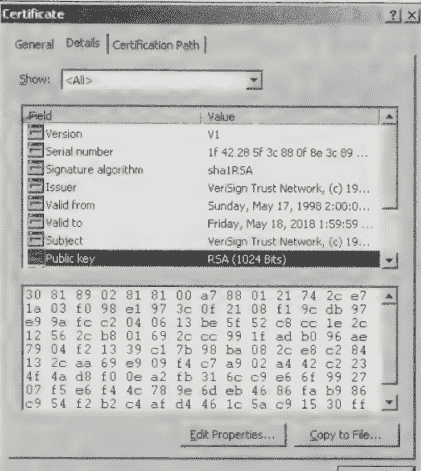 Certificate
General Details Certification Path
Show: <All>
Field Value
Version V1
Serial number 1f 42 28 5f 3c 88 0f 8e 3c 89 ...
Signature algorithm sha1RSA
Issuer VeriSign Trust Network, (c) 19...
Valid from Sunday, May 17, 1998 2:00:0...
Valid to Friday, May 18, 2018 1:59:59 ...
Subject VeriSign Trust Network, (c) 19...
Public key RSA (1024 Bits)
30 81 89 02 81 81 00 a7 88 01 21 74 2c e7
1a 03 f0 98 e1 97 3c 0f 21 08 f1 9c db 97
e9 9a fc c2 04 06 13 be 5f 52 c8 cc 1e 2c
12 56 2c b8 01 69 2c cc 99 1f ad b0 96 ae
79 04 f2 13 39 c1 7b 98 ba 08 2c e8 c2 84
13 2c aa 69 e9 09 f4 c7 a9 02 a4 42 c2 23
4f 4a d8 f0 0e a2 fb 31 6c c9 e6 6f 99 27
07 f5 e6 f4 4c 78 9e 6d eb 46 86 fa b9 86
c9 54 f2 b2 c4 af d4 46 1c 5a c9 15 30 ff
Edit Properties... Copy to File...